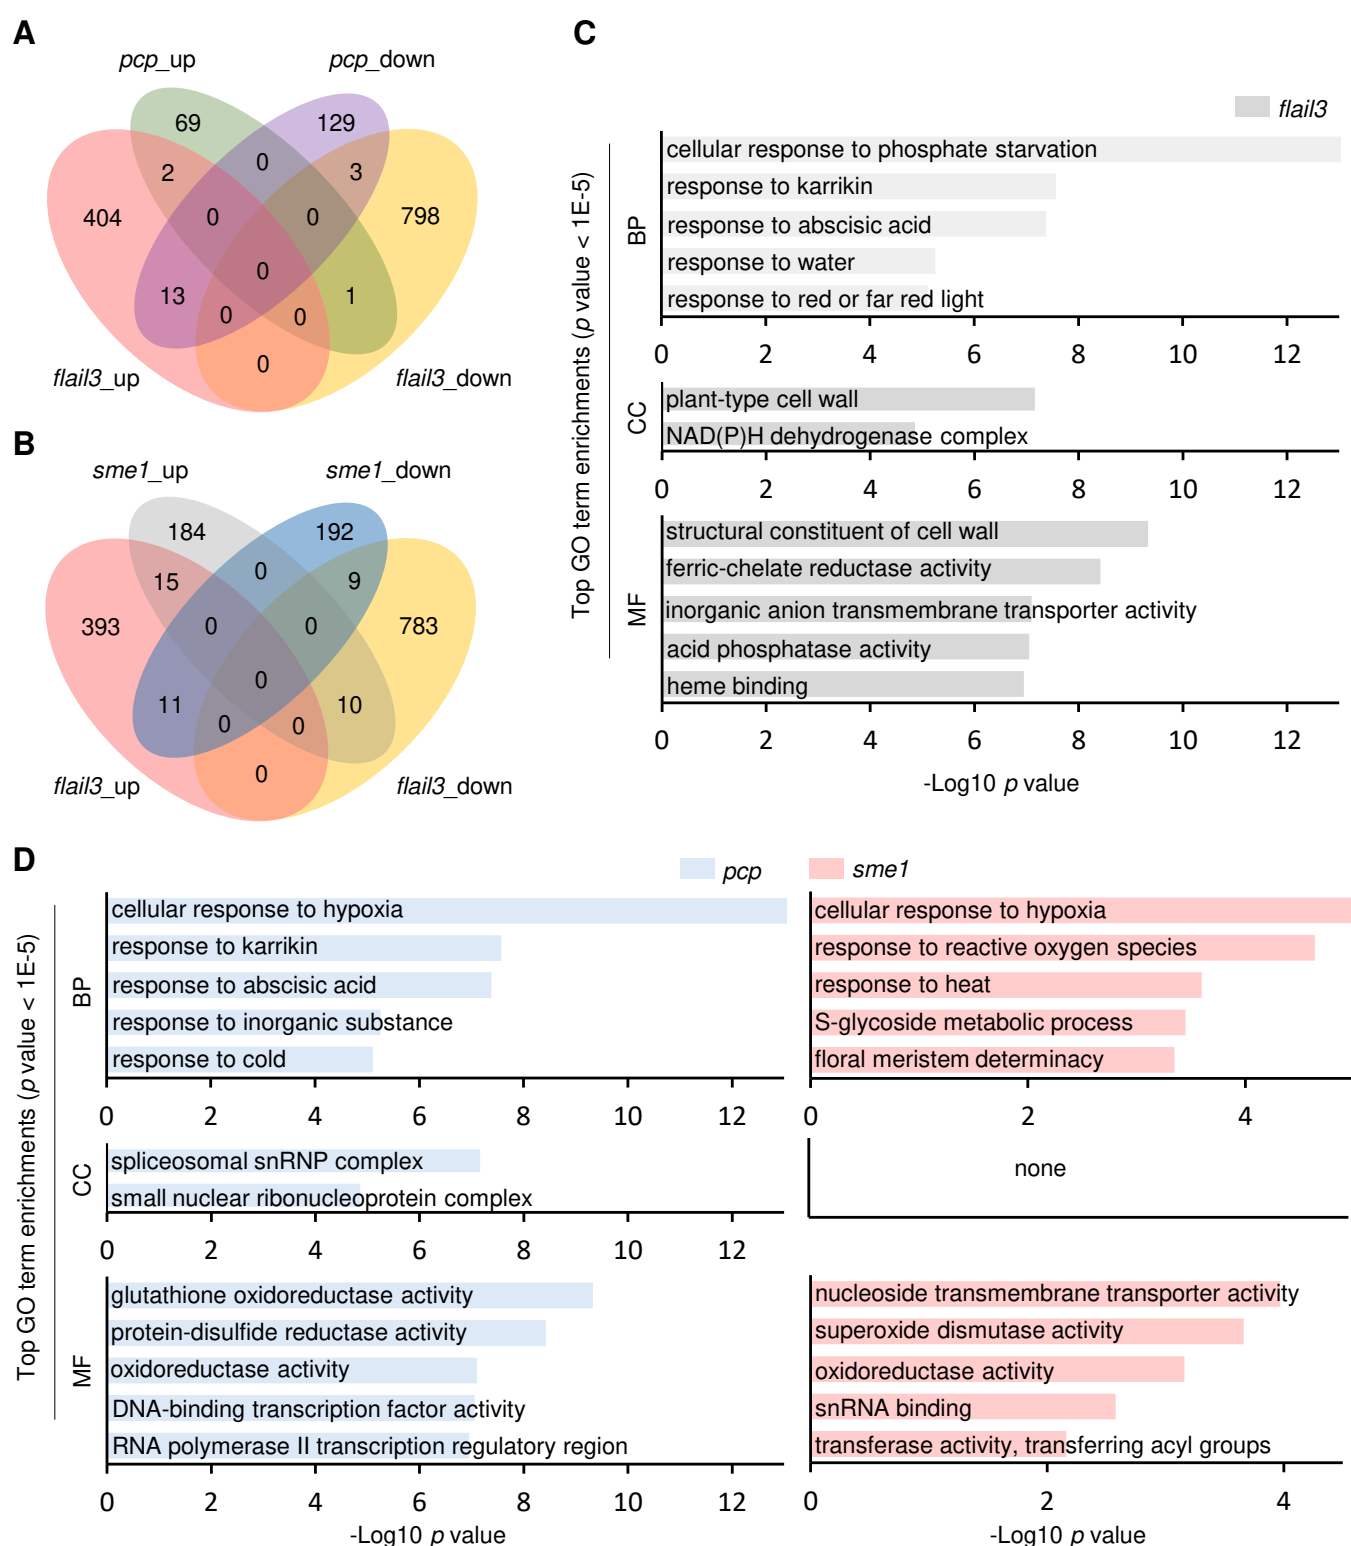 A
pcp_up
pcp_down
69
129
0
2
3
404
0
0
798
0
13
1
0
0
0
flail3_up
flail3_down
B
sme1_up
sme1_down
184
192
0
15
9
393
0
0
783
0
11
10
0
0
0
flail3_up
flail3_down
C
flail3
Top GO term enrichments (p value < 1E-5)
BP
cellular response to phosphate starvation
response to karrikin
response to abscisic acid
response to water
response to red or far red light
0 2 4 6 8 10 12
CC
plant-type cell wall
NAD(P)H dehydrogenase complex
0 2 4 6 8 10 12
MF
structural constituent of cell wall
ferric-chelate reductase activity
inorganic anion transmembrane transporter activity
acid phosphatase activity
heme binding
0 2 4 6 8 10 12
-Log10 p value
D
pcp
Top GO term enrichments (p value < 1E-5)
BP
cellular response to hypoxia
response to karrikin
response to abscisic acid
response to inorganic substance
response to cold
0 2 4 6 8 10 12
CC
spliceosomal snRNP complex
small nuclear ribonucleoprotein complex
0 2 4 6 8 10 12
MF
glutathione oxidoreductase activity
protein-disulfide reductase activity
oxidoreductase activity
DNA-binding transcription factor activity
RNA polymerase II transcription regulatory region
0 2 4 6 8 10 12
-Log10 p value
sme1
cellular response to hypoxia
response to reactive oxygen species
response to heat
S-glycoside metabolic process
floral meristem determinacy
0 2 4
none
nucleoside transmembrane transporter activity
superoxide dismutase activity
oxidoreductase activity
snRNA binding
transferase activity, transferring acyl groups
0 2 4
-Log10 p value